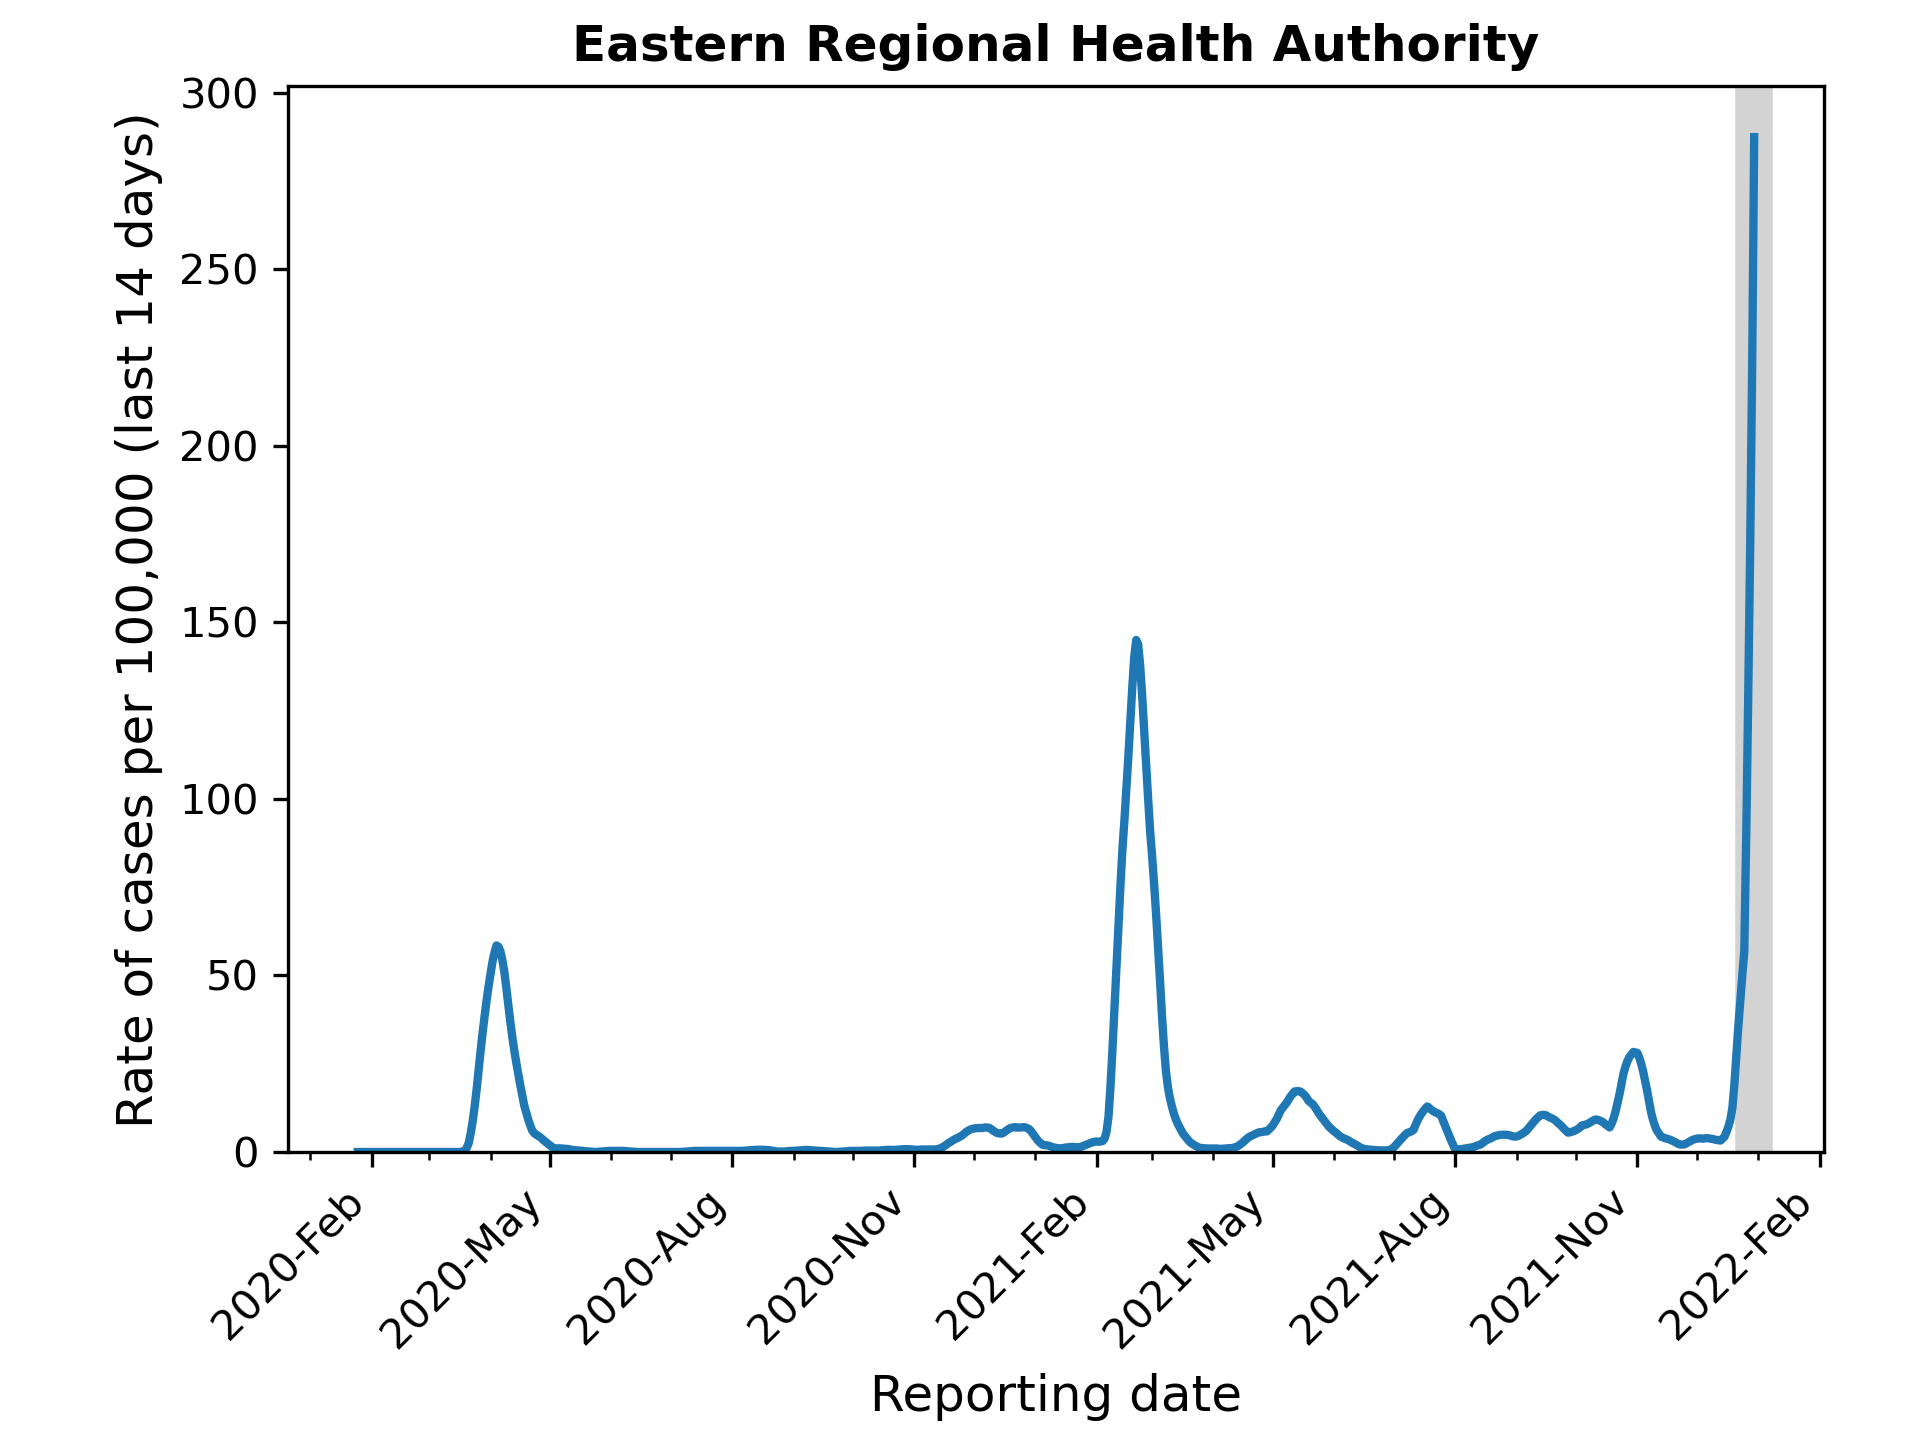 Eastern Regional Health Authority
Rate of cases per 100,000 (last 14 days)
300
250
200
150
100
50
0
2020-Feb
2020-May
2020-Aug
2020-Nov
2021-Feb
2021-May
2021-Aug
2021-Nov
2022-Feb
Reporting date